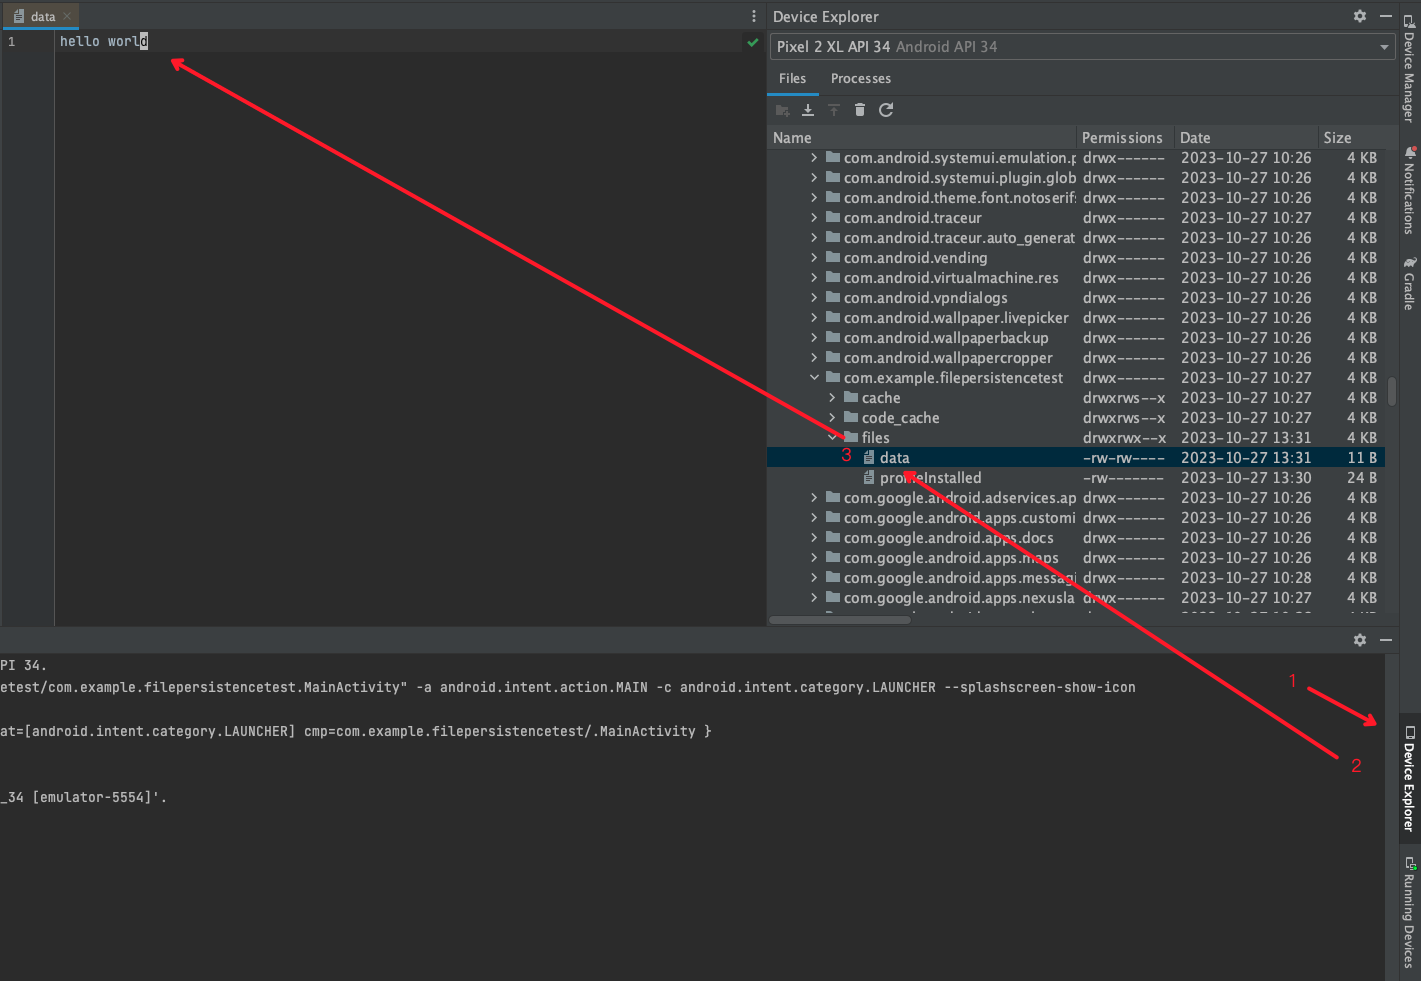 data
1 hello world
Device Explorer
Pixel 2 XL API 34 Android API 34
Files Processes
Name Permissions Date Size
com.android.systemui.emulation.p drwx------ 2023-10-27 10:26 4 KB
com.android.systemui.plugin.glob drwx------ 2023-10-27 10:26 4 KB
com.android.theme.font.notoserifs drwx------ 2023-10-27 10:26 4 KB
com.android.traceur drwx------ 2023-10-27 10:27 4 KB
com.android.traceur.auto_generat drwx------ 2023-10-27 10:26 4 KB
com.android.vending drwx------ 2023-10-27 10:26 4 KB
com.android.virtualmachine.res drwx------ 2023-10-27 10:26 4 KB
com.android.vpndialogs drwx------ 2023-10-27 10:26 4 KB
com.android.wallpaper.livepicker drwx------ 2023-10-27 10:26 4 KB
com.android.wallpaperbackup drwx------ 2023-10-27 10:26 4 KB
com.android.wallpapercropper drwx------ 2023-10-27 10:26 4 KB
com.example.filepersistencetest drwx------ 2023-10-27 10:27 4 KB
cache drwxrws--x 2023-10-27 10:27 4 KB
code_cache drwxrws--x 2023-10-27 10:27 4 KB
files drwxrwx--x 2023-10-27 13:31 4 KB
3 data -rw-rw---- 2023-10-27 13:31 11 B
profileInstalled -rw------- 2023-10-27 13:30 24 B
com.google.android.adservices.ap drwx------ 2023-10-27 10:26 4 KB
com.google.android.apps.customi drwx------ 2023-10-27 10:26 4 KB
com.google.android.apps.docs drwx------ 2023-10-27 10:26 4 KB
com.google.android.apps.maps drwx------ 2023-10-27 10:26 4 KB
com.google.android.apps.messagi drwx------ 2023-10-27 10:28 4 KB
com.google.android.apps.nexusla drwx------ 2023-10-27 10:27 4 KB
PI 34.
etest/com.example.filepersistencetest.MainActivity" -a android.intent.action.MAIN -c android.intent.category.LAUNCHER --splashscreen-show-icon
at=[android.intent.category.LAUNCHER] cmp=com.example.filepersistencetest/.MainActivity }
_34 [emulator-5554]'.
1
2
Device Manager
Notifications
Gradle
Device Explorer
Running Devices